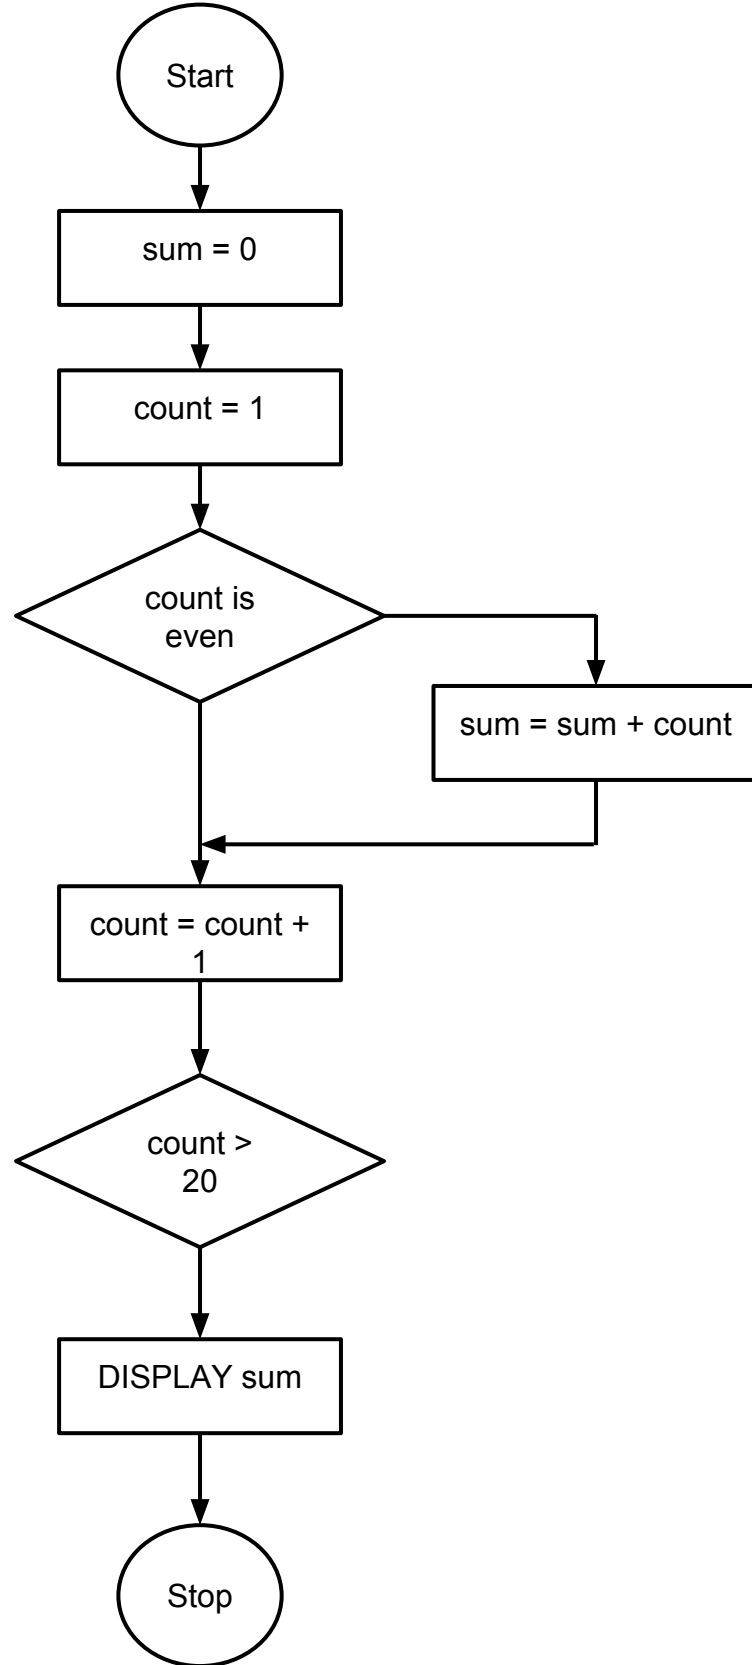 Start
sum = 0
count = 1
count is
even
sum = sum + count
count = count +
1
count >
20
DISPLAY sum
Stop